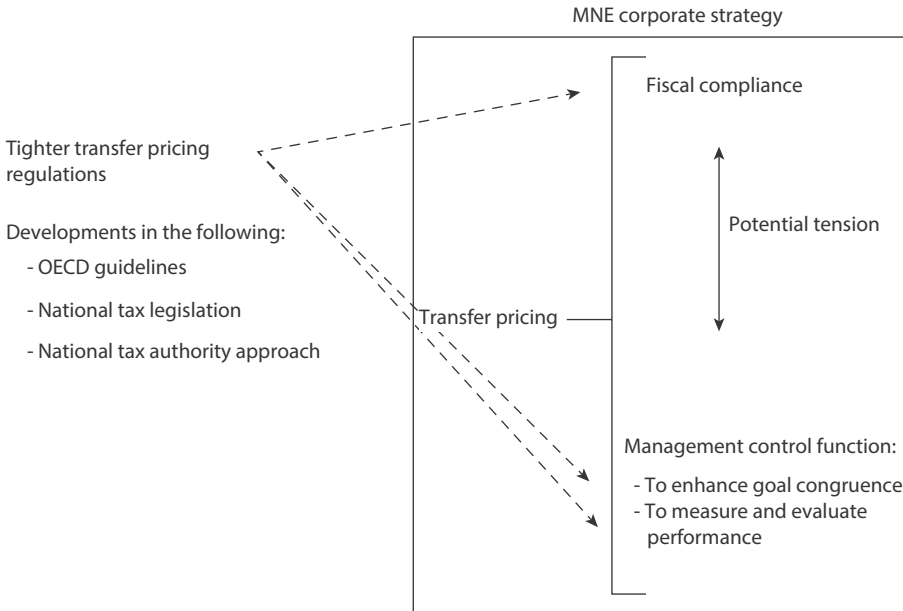 MNE corporate strategy
Fiscal compliance
Tighter transfer pricing
regulations
Potential tension
Developments in the following:
- OECD guidelines
- National tax legislation
- National tax authority approach
Transfer pricing
Management control function:
- To enhance goal congruence
- To measure and evaluate
performance